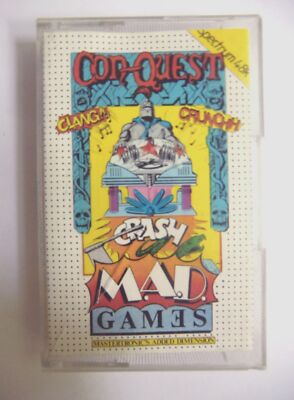 Con-Quest
Spectrum 48K
CLANG!!
CRUNCH!!
CRASH
M.A.D.
GAMES
MASTERTRONIC'S ADDED DIMENSION